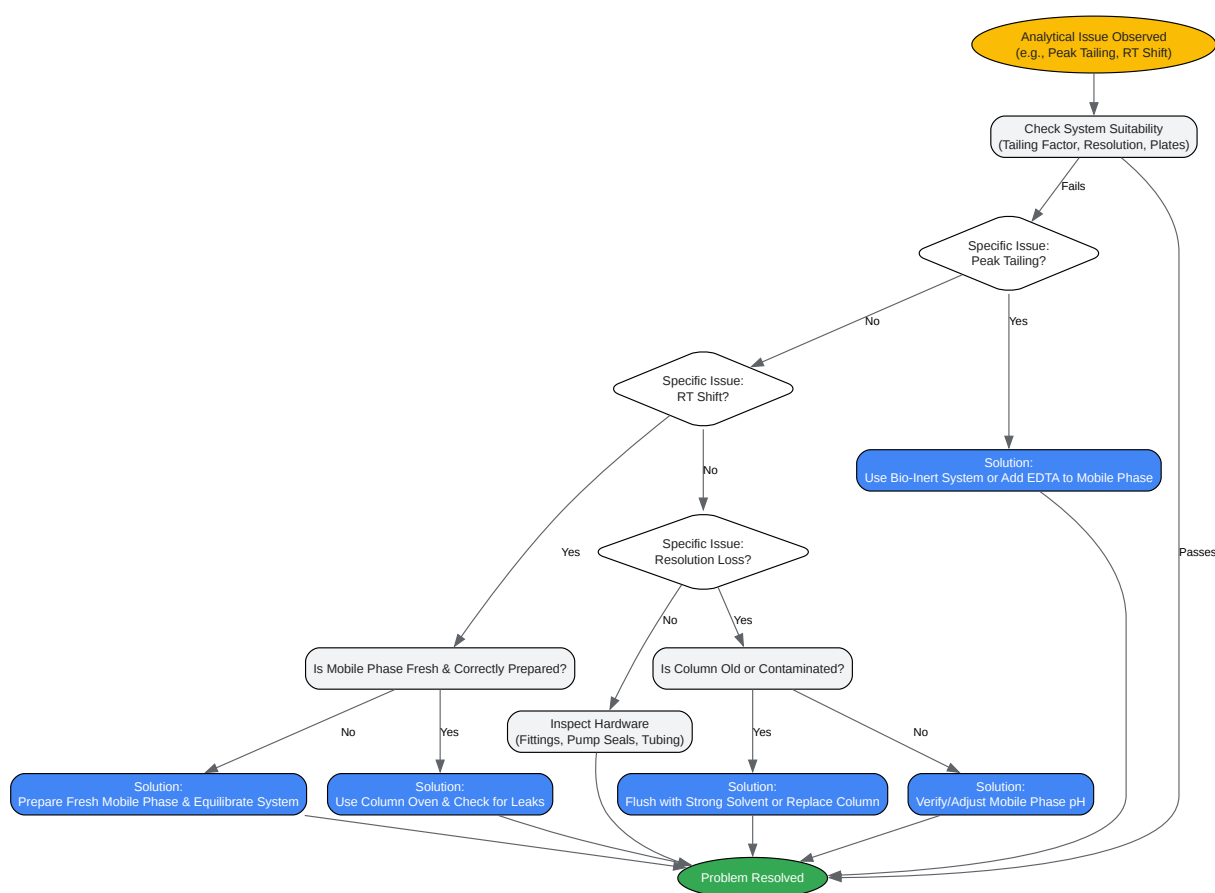 Analytical Issue Observed
(e.g., Peak Tailing, RT Shift)
Check System Suitability
(Tailing Factor, Resolution, Plates)
Fails
Specific Issue:
Peak Tailing?
No
Yes
Specific Issue:
RT Shift?
Solution:
Use Bio-Inert System or Add EDTA to Mobile Phase
No
Yes
Specific Issue:
Resolution Loss?
Passes
No
Yes
Is Mobile Phase Fresh & Correctly Prepared?
Is Column Old or Contaminated?
Inspect Hardware
(Fittings, Pump Seals, Tubing)
No
Yes
Yes
No
Solution:
Prepare Fresh Mobile Phase & Equilibrate System
Solution:
Use Column Oven & Check for Leaks
Solution:
Flush with Strong Solvent or Replace Column
Solution:
Verify/Adjust Mobile Phase pH
Problem Resolved